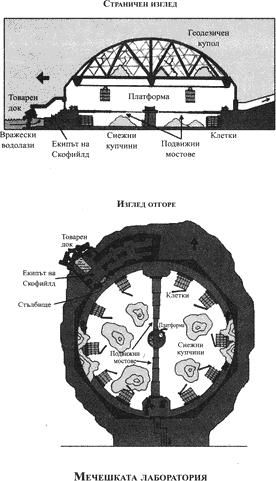 Страничен изглед
Геодезичен
купол
Товарен
док
Платформа
Вражески
водолази
Екипът на
Скофийлд
Снежни
купчини
Подвижни
мостове
Клетки
Изглед отгоре
Товарен
док
Екипът на
Скофийлд
Стълбище
Клетки
Платформа
Подвижни
мостове
Снежни
купчини
Мечешката лаборатория